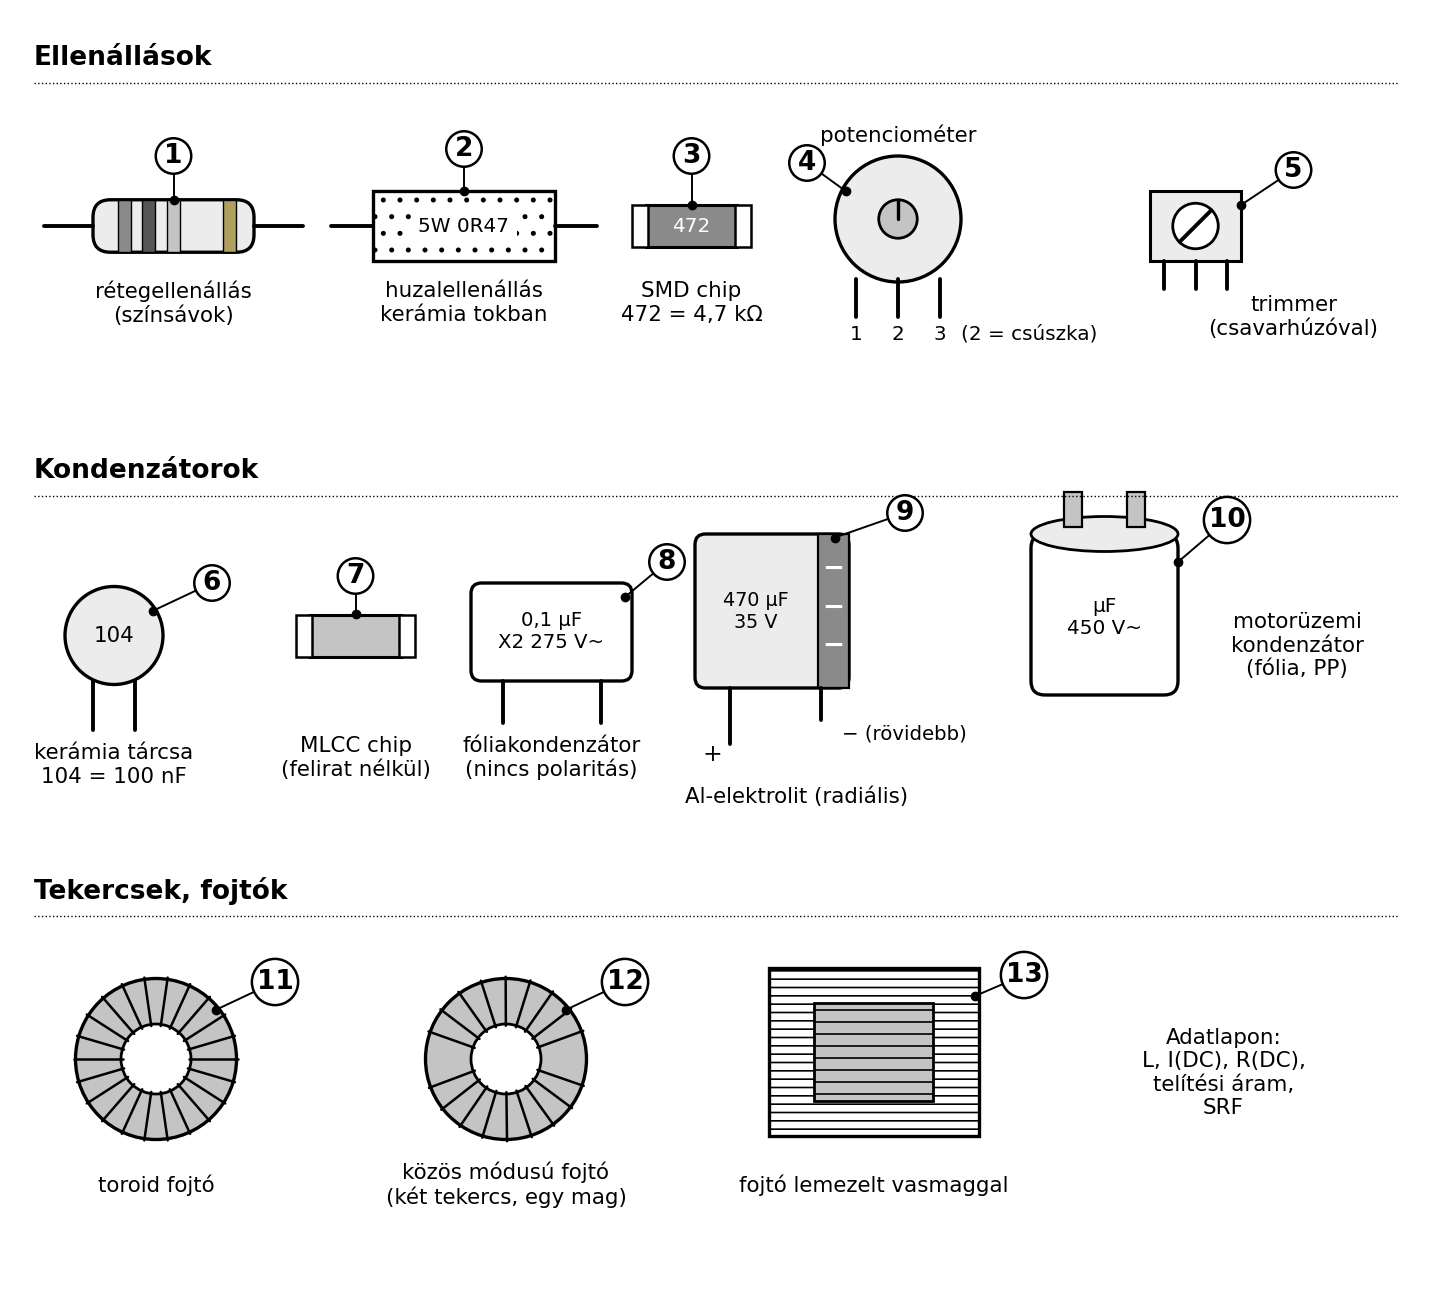 Ellenállások
1
2
3
potenciométer
4
5
5W 0R47
472
rétegellenállás
(színsávok)
huzalellenállás
kerámia tokban
SMD chip
472 = 4,7 kΩ
1 2 3 (2 = csúszka)
trimmer
(csavarhúzóval)
Kondenzátorok
6
7
8
9
10
104
0,1 µF
X2 275 V~
470 µF
35 V
µF
450 V~
motorüzemi
kondenzátor
(fólia, PP)
kerámia tárcsa
104 = 100 nF
MLCC chip
(felirat nélkül)
fóliakondenzátor
(nincs polaritás)
+
− (rövidebb)
Al-elektrolit (radiális)
Tekercsek, fojtók
11
12
13
Adatlapon:
L, I(DC), R(DC),
telítési áram,
SRF
toroid fojtó
közös módusú fojtó
(két tekercs, egy mag)
fojtó lemezelt vasmaggal